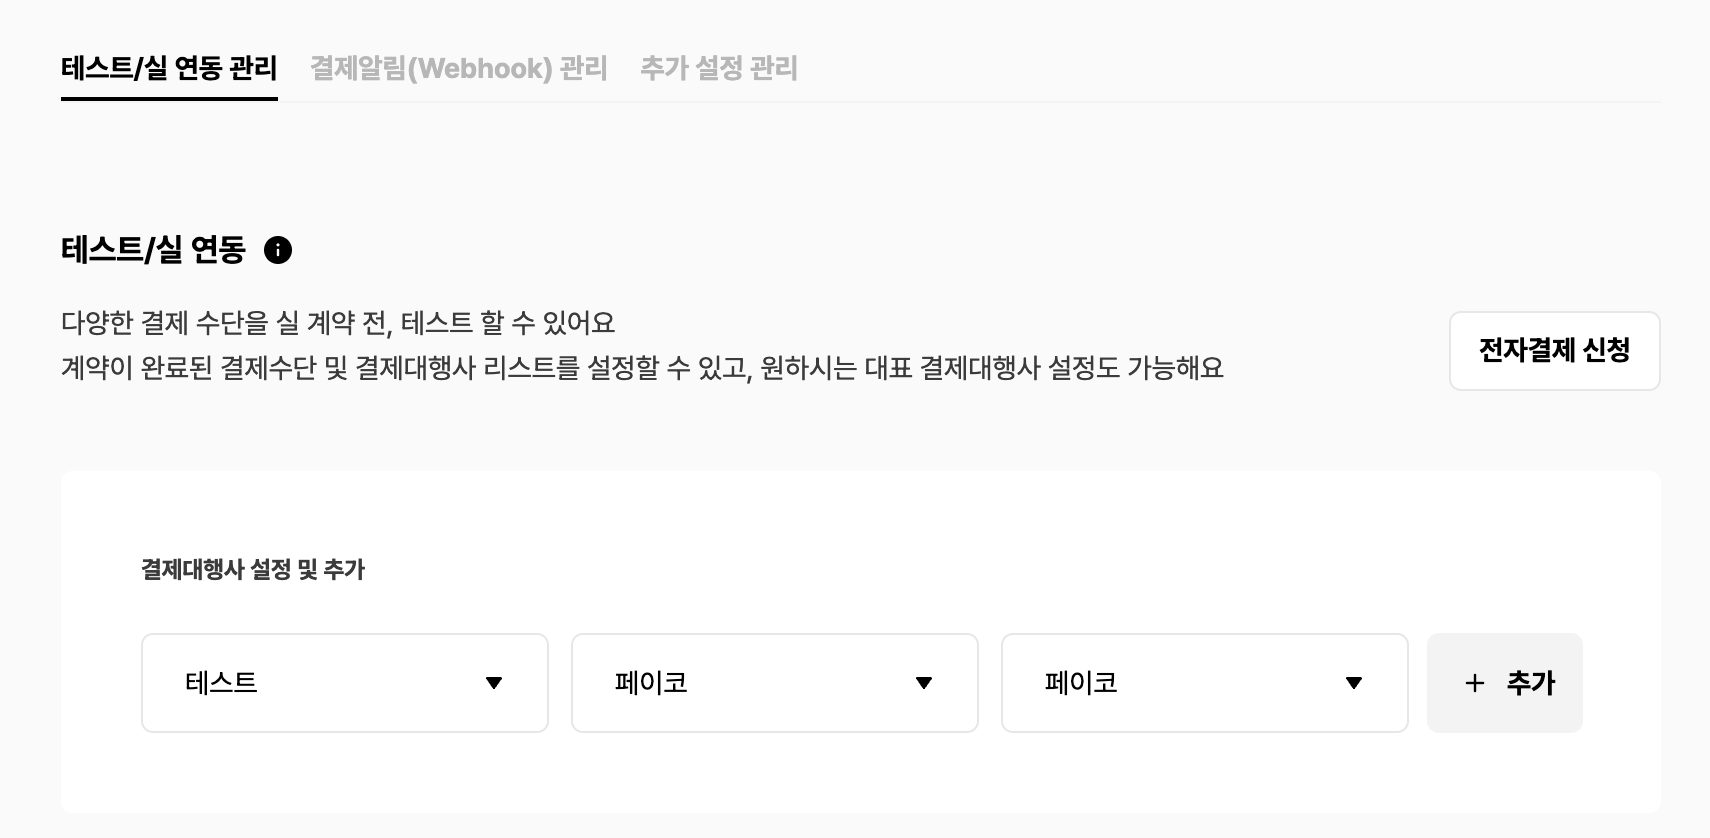 테스트/실 연동 관리 결제알림(Webhook) 관리 추가 설정 관리
테스트/실 연동
다양한 결제 수단을 실 계약 전, 테스트 할 수 있어요
계약이 완료된 결제수단 및 결제대행사 리스트를 설정할 수 있고, 원하시는 대표 결제대행사 설정도 가능해요
전자결제 신청
결제대행사 설정 및 추가
테스트 페이코 페이코 + 추가